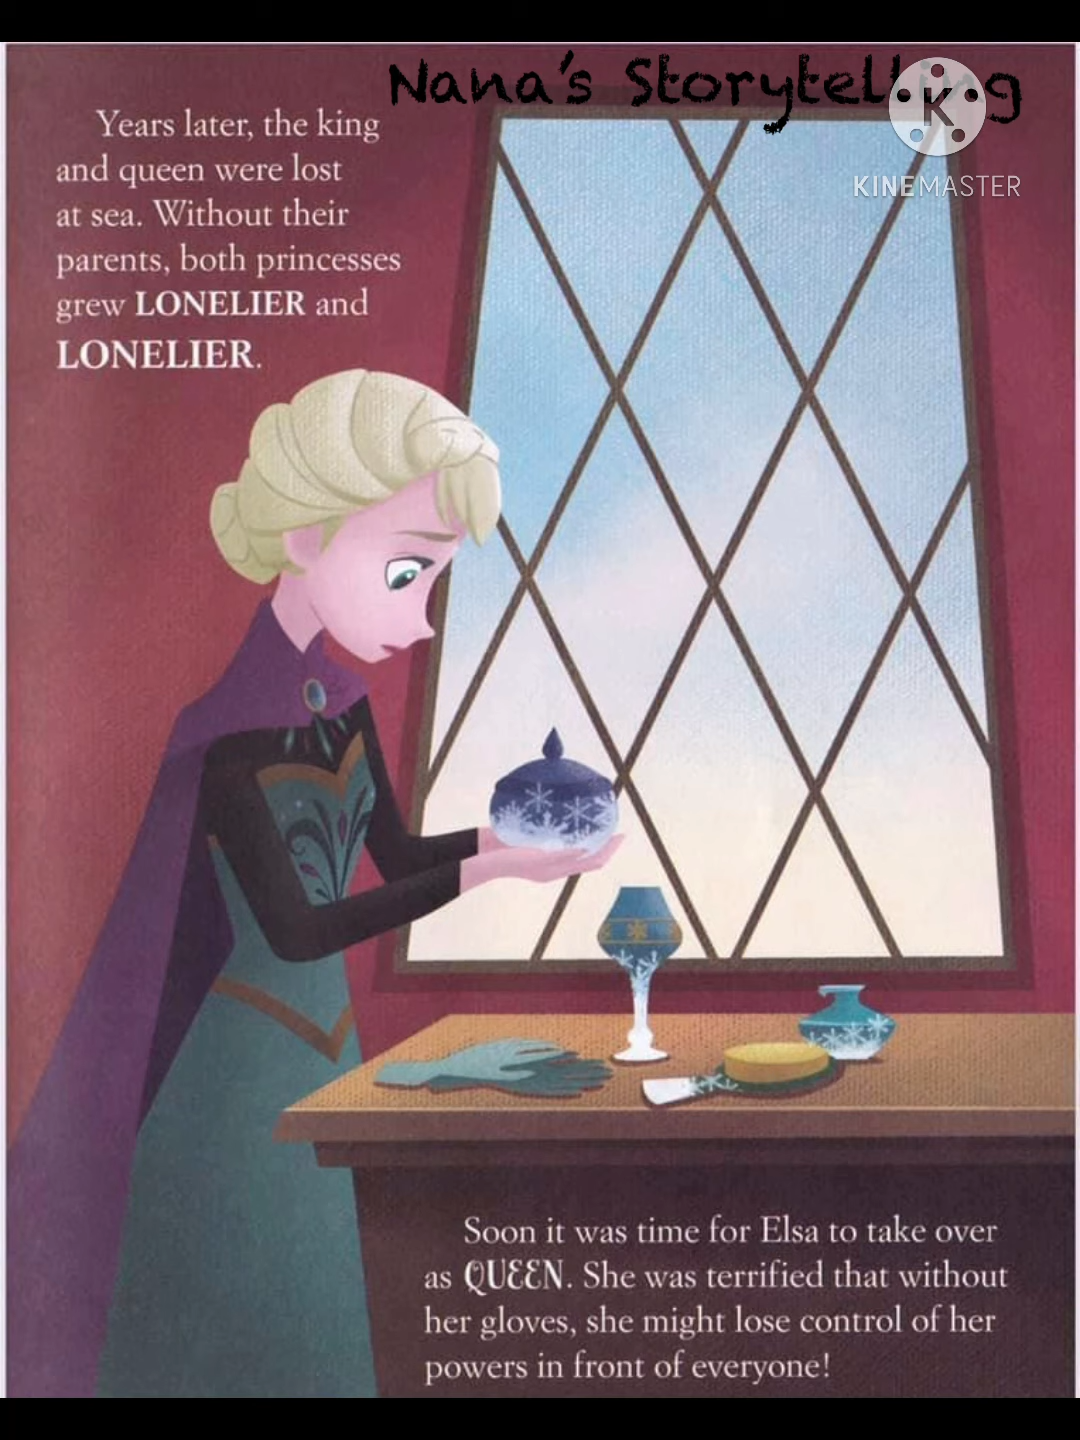 Nana's Storytelling
KINEMASTER
Years later, the king
and queen were lost
at sea. Without their
parents, both princesses
grew LONELIER and
LONELIER.
Soon it was time for Elsa to take over
as QUEEN. She was terrified that without
her gloves, she might lose control of her
powers in front of everyone!